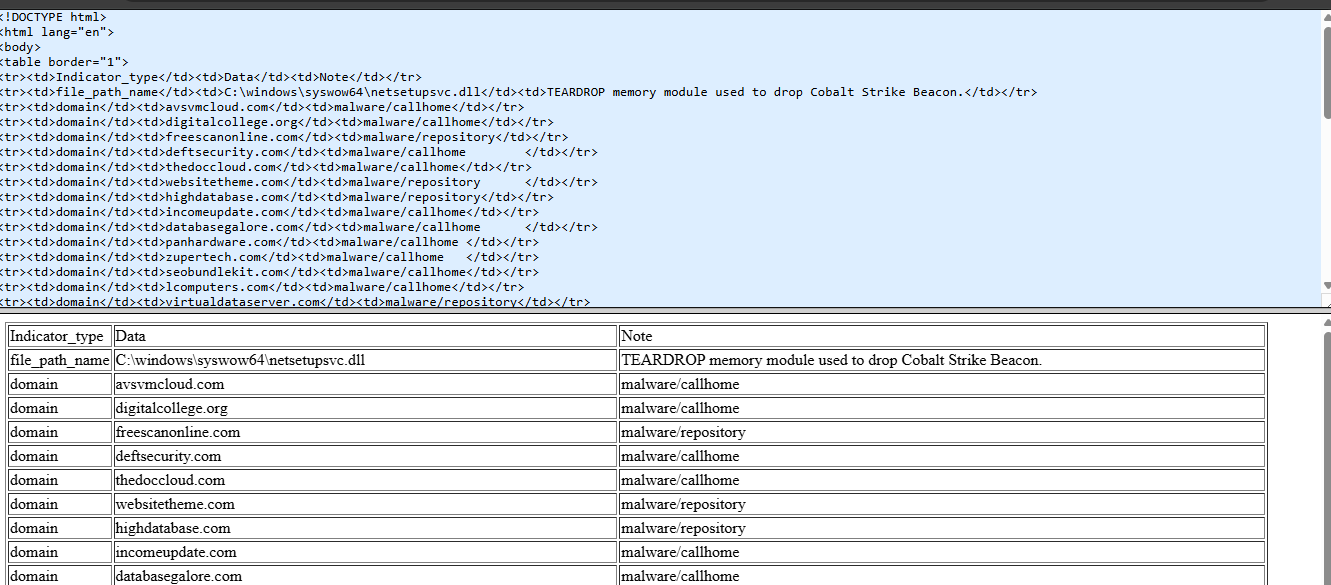 <!DOCTYPE html>
<html lang="en">
<body>
<table border="1">
<tr><td>Indicator_type</td><td>Data</td><td>Note</td></tr>
<tr><td>file_path_name</td><td>C:\windows\syswow64\netsetupsvc.dll</td><td>TEARDROP memory module used to drop Cobalt Strike Beacon.</td></tr>
<tr><td>domain</td><td>avsvmcloud.com</td><td>malware/callhome</td></tr>
<tr><td>domain</td><td>digitalcollege.org</td><td>malware/callhome</td></tr>
<tr><td>domain</td><td>freescanonline.com</td><td>malware/repository</td></tr>
<tr><td>domain</td><td>deftsecurity.com</td><td>malware/callhome        </td></tr>
<tr><td>domain</td><td>thedoccloud.com</td><td>malware/callhome</td></tr>
<tr><td>domain</td><td>websitetheme.com</td><td>malware/repository      </td></tr>
<tr><td>domain</td><td>highdatabase.com</td><td>malware/repository</td></tr>
<tr><td>domain</td><td>incomeupdate.com</td><td>malware/callhome</td></tr>
<tr><td>domain</td><td>databasegalore.com</td><td>malware/callhome      </td></tr>
<tr><td>domain</td><td>panhardware.com</td><td>malware/callhome </td></tr>
<tr><td>domain</td><td>zupertech.com</td><td>malware/callhome   </td></tr>
<tr><td>domain</td><td>seobundlekit.com</td><td>malware/callhome</td></tr>
<tr><td>domain</td><td>lcomputers.com</td><td>malware/callhome</td></tr>
<tr><td>domain</td><td>virtualdataserver.com</td><td>malware/repository</td></tr>
Indicator_type Data Note
file_path_name C:\windows\syswow64\netsetupsvc.dll TEARDROP memory module used to drop Cobalt Strike Beacon.
domain avsvmcloud.com malware/callhome
domain digitalcollege.org malware/callhome
domain freescanonline.com malware/repository
domain deftsecurity.com malware/callhome
domain thedoccloud.com malware/callhome
domain websitetheme.com malware/repository
domain highdatabase.com malware/repository
domain incomeupdate.com malware/callhome
domain databasegalore.com malware/callhome